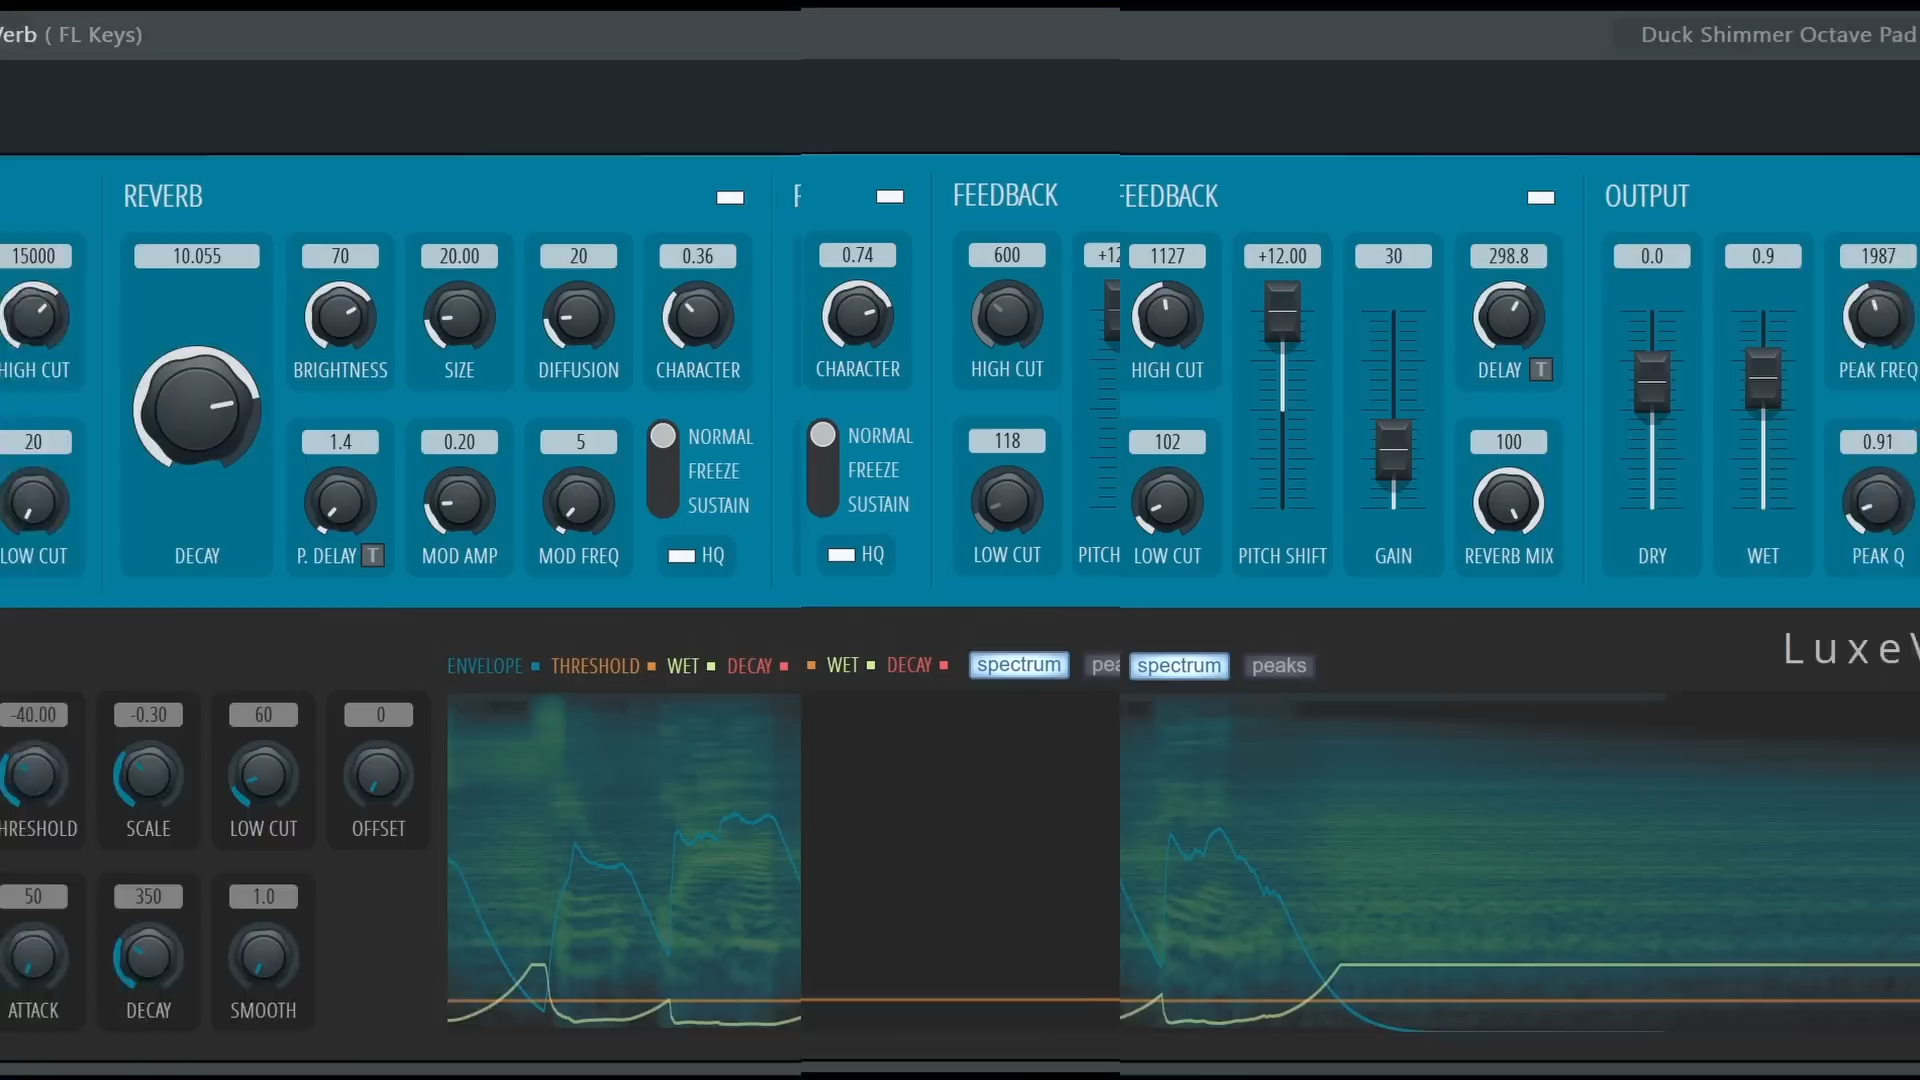 Verb ( FL Keys)
Duck Shimmer Octave Pad
REVERB
FEEDBACK
FEEDBACK
OUTPUT
15000
10.055
70
20.00
20
0.36
0.74
600
+12
1127
+12.00
30
298.8
0.0
0.9
1987
HIGH CUT
BRIGHTNESS
SIZE
DIFFUSION
CHARACTER
CHARACTER
HIGH CUT
HIGH CUT
DELAY T
PEAK FREQ
20
1.4
0.20
5
NORMAL
FREEZE
SUSTAIN
NORMAL
FREEZE
SUSTAIN
118
102
100
0.91
LOW CUT
DECAY
P. DELAY T
MOD AMP
MOD FREQ
HQ
HQ
LOW CUT
PITCH
LOW CUT
PITCH SHIFT
GAIN
REVERB MIX
DRY
WET
PEAK Q
ENVELOPE THRESHOLD WET DECAY
WET DECAY
spectrum
pea
spectrum
peaks
LuxeV
-40.00
-0.30
60
0
HRESHOLD
SCALE
LOW CUT
OFFSET
50
350
1.0
ATTACK
DECAY
SMOOTH